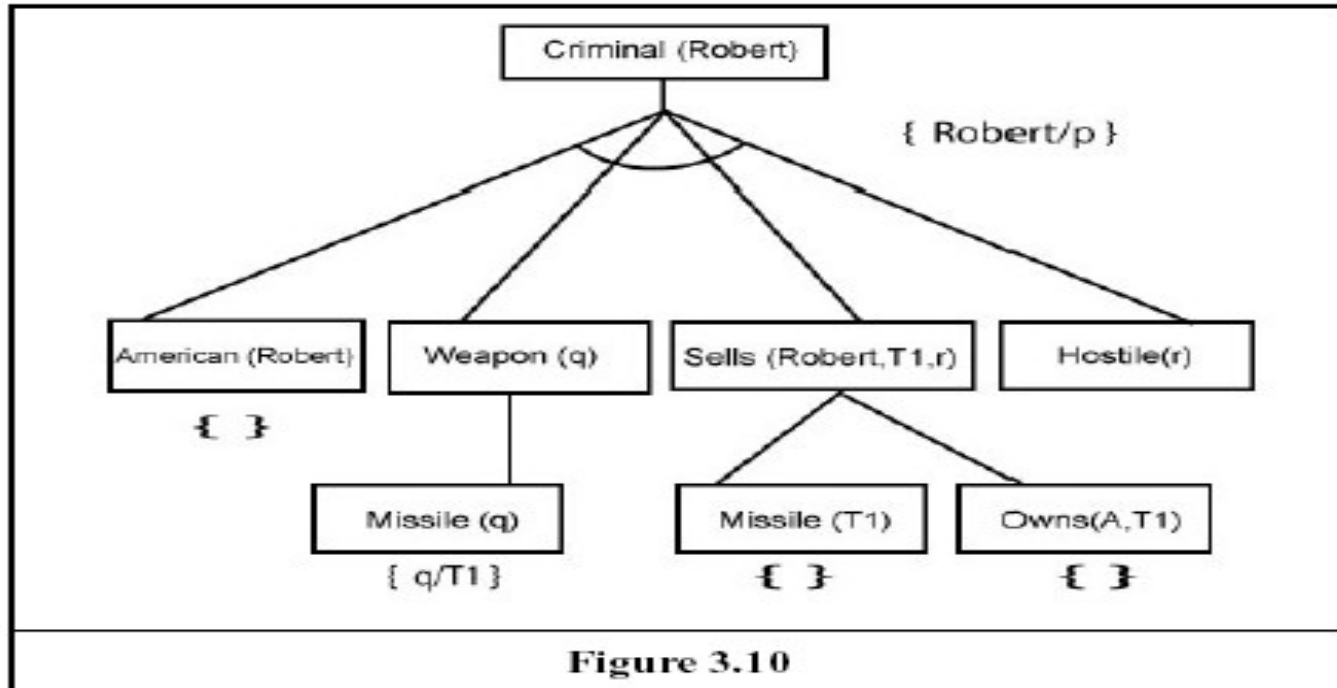 Criminal (Robert}
{ Robert/p }
American (Robert}
Weapon (q)
Sells (Robert,T1,r)
Hostile(r)
{ }
Missile (q)
Missile (T1)
Owns(A,T1)
{ q/T1 }
{ }
{ }
Figure 3.10